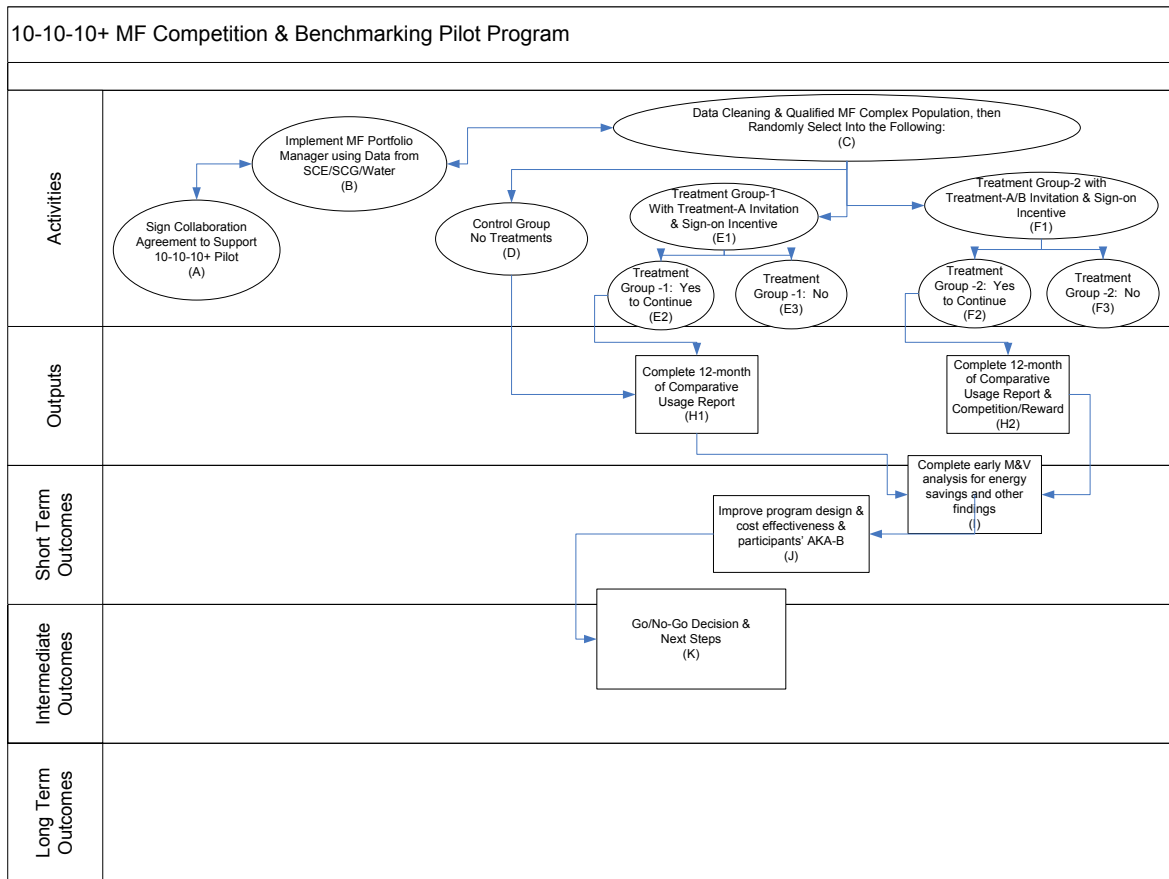 10-10-10+ MF Competition & Benchmarking Pilot Program
Activities
Data Cleaning & Qualified MF Complex Population, then
Randomly Select Into the Following:
(C)
Implement MF Portfolio
Manager using Data from
SCE/SCG/Water
(B)
Sign Collaboration
Agreement to Support
10-10-10+ Pilot
(A)
Control Group
No Treatments
(D)
Treatment Group-1
With Treatment-A Invitation
& Sign-on Incentive
(E1)
Treatment Group-2 with
Treatment-A/B Invitation & Sign-on
Incentive
(F1)
Treatment
Group -1:  Yes
to Continue
(E2)
Treatment
Group -1:  No
(E3)
Treatment
Group -2:  Yes
to Continue
(F2)
Treatment
Group -2:  No
(F3)
Outputs
Complete 12-month
of Comparative
Usage Report
(H1)
Complete 12-month
of Comparative
Usage Report &
Competition/Reward
(H2)
Short Term
Outcomes
Complete early M&V
analysis for energy
savings and other
findings
(I)
Improve program design &
cost effectiveness &
participants' AKA-B
(J)
Intermediate
Outcomes
Go/No-Go Decision &
Next Steps
(K)
Long Term
Outcomes